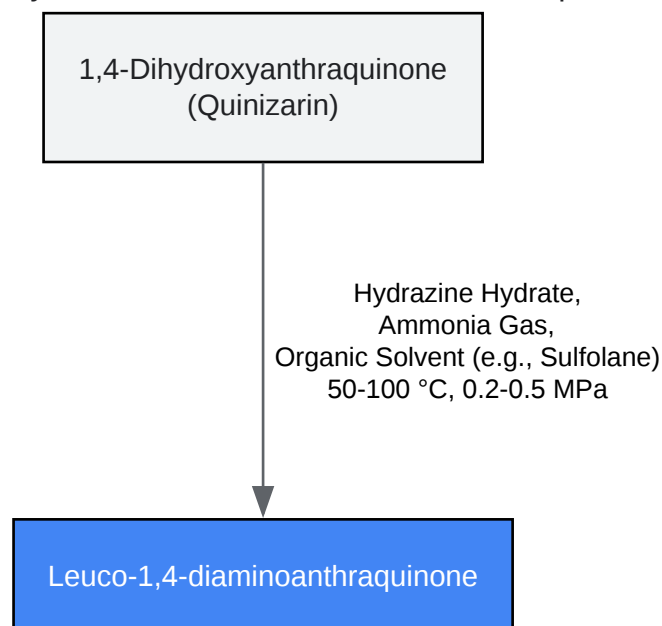 1,4-Dihydroxyanthraquinone
(Quinizarin)
Hydrazine Hydrate,
Ammonia Gas,
Organic Solvent (e.g., Sulfolane)
50-100 °C, 0.2-0.5 MPa
Leuco-1,4-diaminoanthraquinone